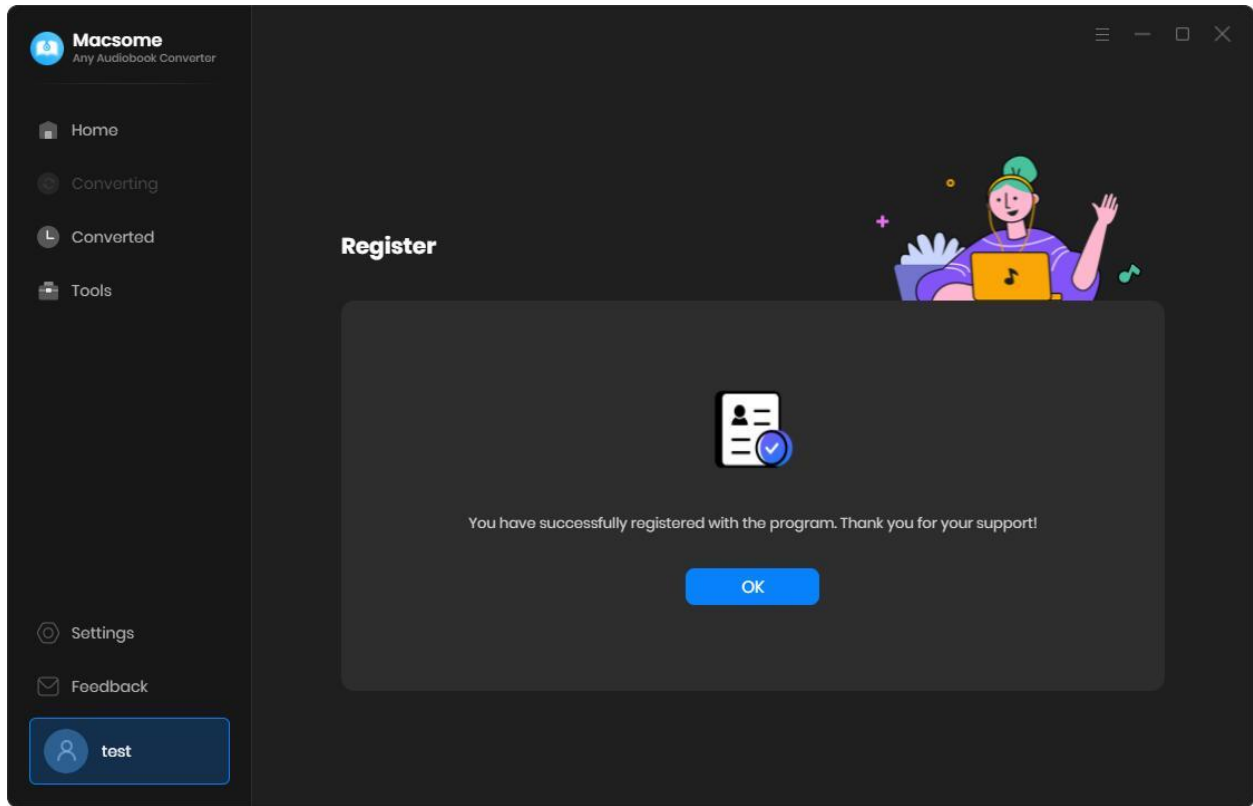 Macsome
Any Audiobook Converter
Home
Converting
Converted
Tools
Register
You have successfully registered with the program. Thank you for your support!
OK
Settings
Feedback
test